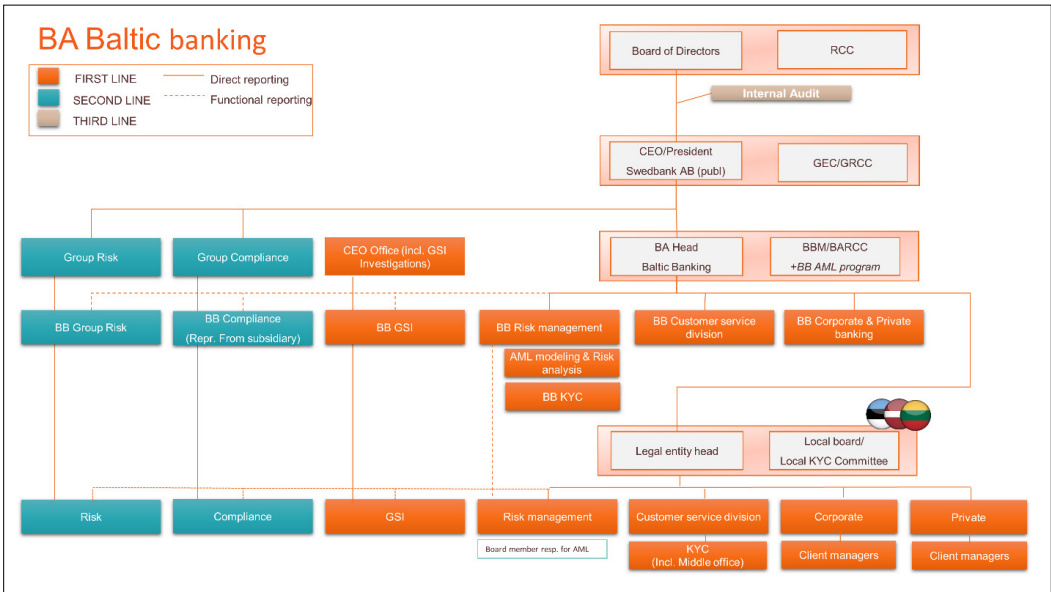 BA Baltic banking
FIRST LINE
Direct reporting
SECOND LINE
Functional reporting
THIRD LINE
Board of Directors
RCC
Internal Audit
CEO/President
Swedbank AB (publ)
GEC/GRCC
Group Risk
Group Compliance
CEO Office (incl. GSI
Investigations)
BA Head
Baltic Banking
BBM/BARCC
+BB AML program
BB Group Risk
BB Compliance
(Repr. From subsidiary)
BB GSI
BB Risk management
BB Customer service
division
BB Corporate & Private
banking
AML modeling & Risk
analysis
BB KYC
Legal entity head
Local board/
Local KYC Committee
Risk
Compliance
GSI
Risk management
Customer service division
Corporate
Private
Board member resp. for AML
KYC
(Incl. Middle office)
Client managers
Client managers